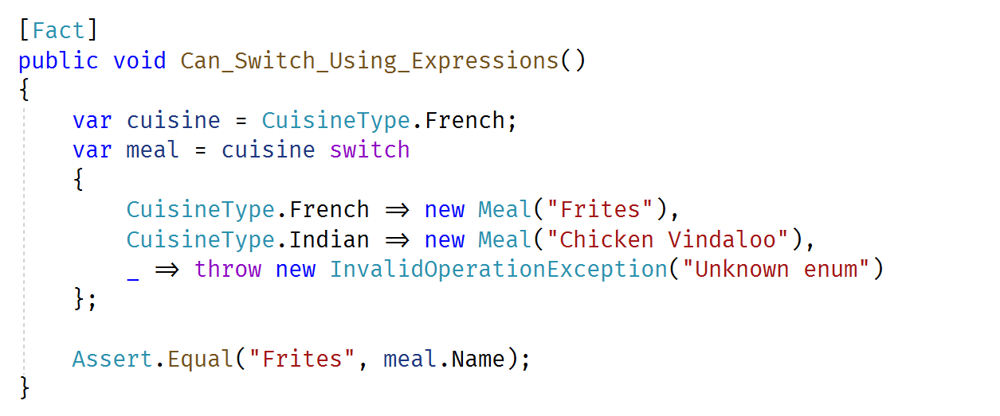 [Fact]
public void Can_Switch_Using_Expressions()
{
    var cuisine = CuisineType.French;
    var meal = cuisine switch
    {
        CuisineType.French => new Meal("Frites"),
        CuisineType.Indian => new Meal("Chicken Vindaloo"),
        _ => throw new InvalidOperationException("Unknown enum")
    };

    Assert.Equal("Frites", meal.Name);
}